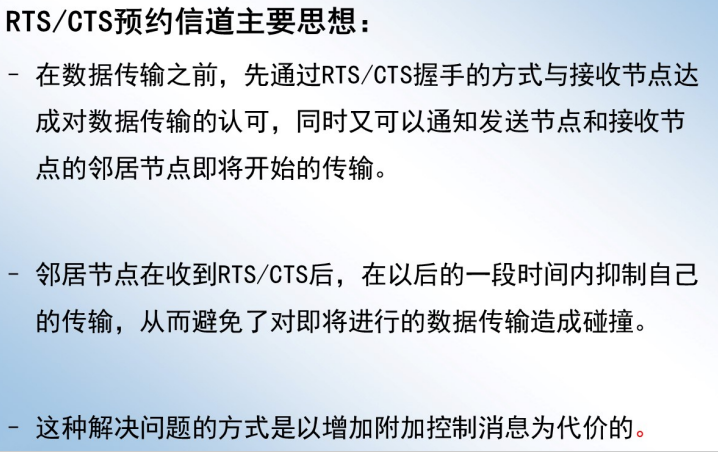 RTS/CTS预约信道主要思想：
- 在数据传输之前，先通过RTS/CTS握手的方式与接收节点达
成对数据传输的认可，同时又可以通知发送节点和接收节
点的邻居节点即将开始的传输。
- 邻居节点在收到RTS/CTS后，在以后的一段时间内抑制自己
的传输，从而避免了对即将进行的数据传输造成碰撞。
- 这种解决问题的方式是以增加附加控制消息为代价的。